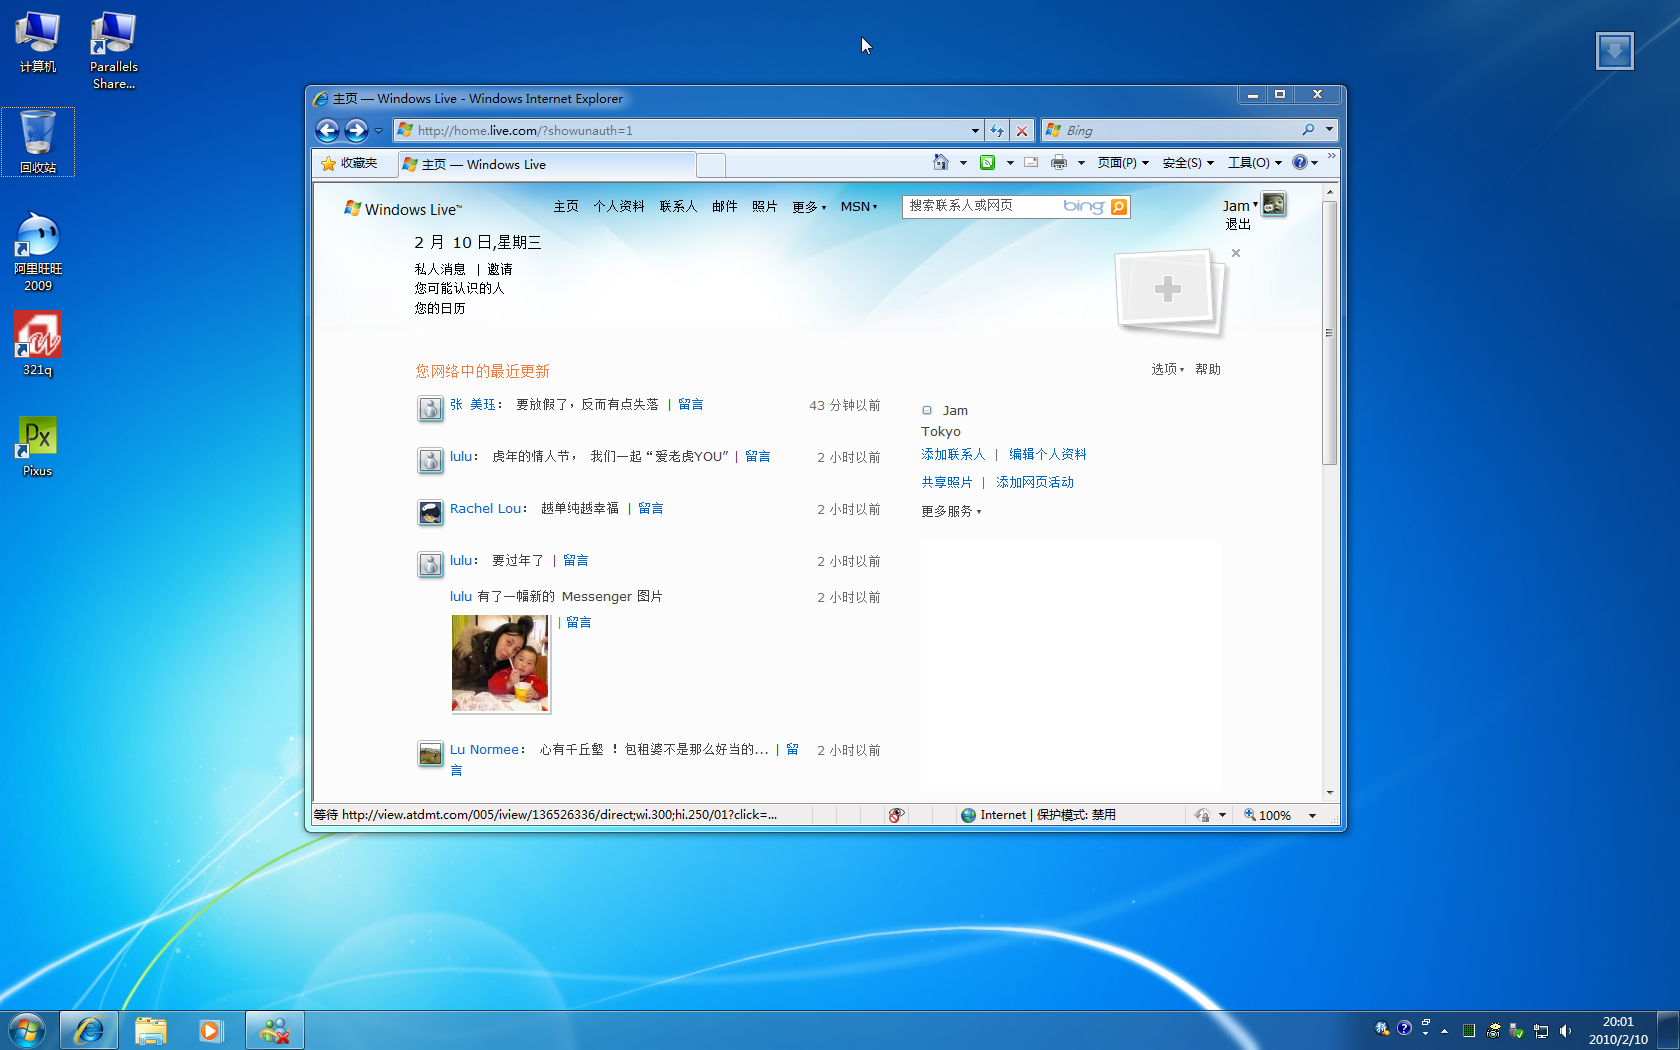 计算机
Parallels
Share...
回收站
阿里旺旺
2009
321q
Px
Pixus
主页 — Windows Live - Windows Internet Explorer
http://home.live.com/?showunauth=1
Bing
收藏夹
主页 — Windows Live
页面(P)
安全(S)
工具(O)
Windows Live™
主页 个人资料 联系人 邮件 照片 更多 MSN
搜索联系人或网页 bing
Jam
退出
2 月 10 日,星期三
私人消息 | 邀请
您可能认识的人
您的日历
您网络中的最近更新
选项 帮助
张 美珏： 要放假了，反而有点失落 | 留言 43 分钟以前
lulu： 虎年的情人节， 我们一起“爱老虎YOU” | 留言 2 小时以前
Rachel Lou： 越单纯越幸福 | 留言 2 小时以前
lulu： 要过年了 | 留言 2 小时以前
lulu 有了一幅新的 Messenger 图片 2 小时以前
| 留言
Lu Normee： 心有千丘壑 ！包租婆不是那么好当的... | 留 2 小时以前
言
Jam
Tokyo
添加联系人 | 编辑个人资料
共享照片 | 添加网页活动
更多服务
等待 http://view.atdmt.com/005/iview/136526336/direct;wi.300;hi.250/01?click=...
Internet | 保护模式: 禁用
100%
20:01
2010/2/10